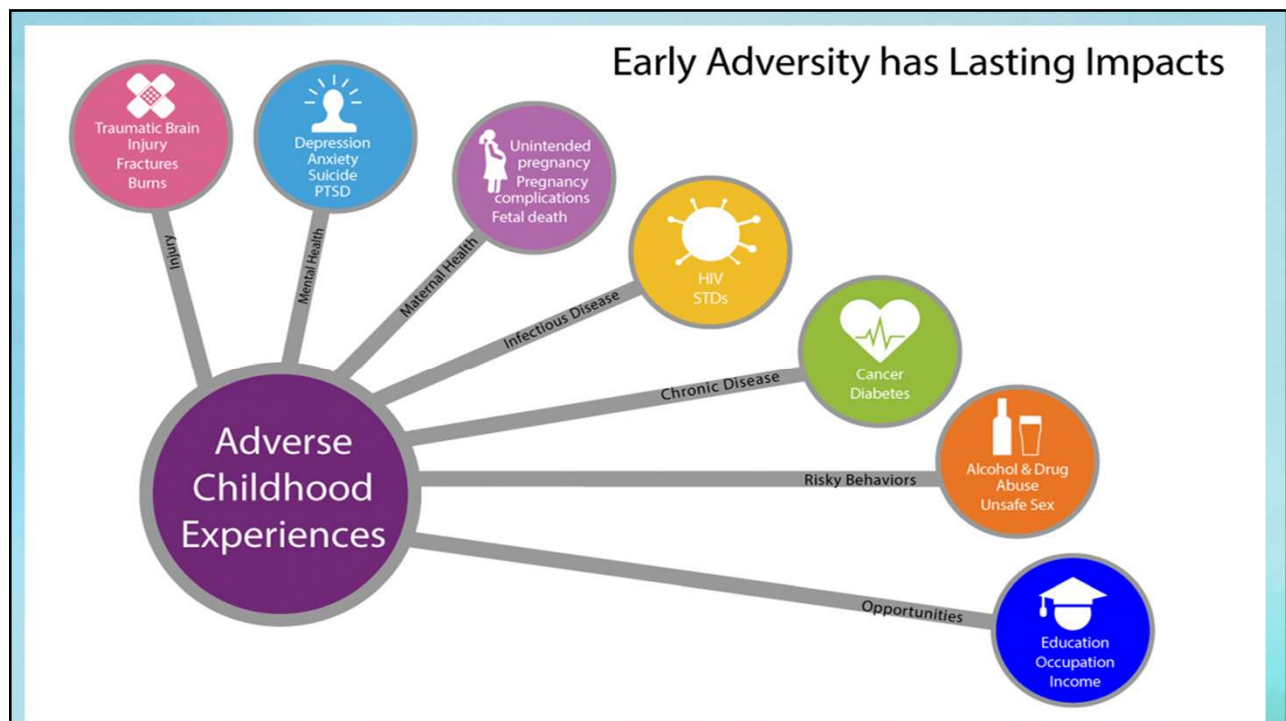 Early Adversity has Lasting Impacts
Traumatic Brain
Injury
Fractures
Burns
Depression
Anxiety
Suicide
PTSD
Unintended
pregnancy
Pregnancy
complications
Fetal death
HIV
STDs
Cancer
Diabetes
Alcohol & Drug
Abuse
Unsafe Sex
Education
Occupation
Income
Injury
Mental Health
Maternal Health
Infectious Disease
Chronic Disease
Risky Behaviors
Opportunities
Adverse
Childhood
Experiences